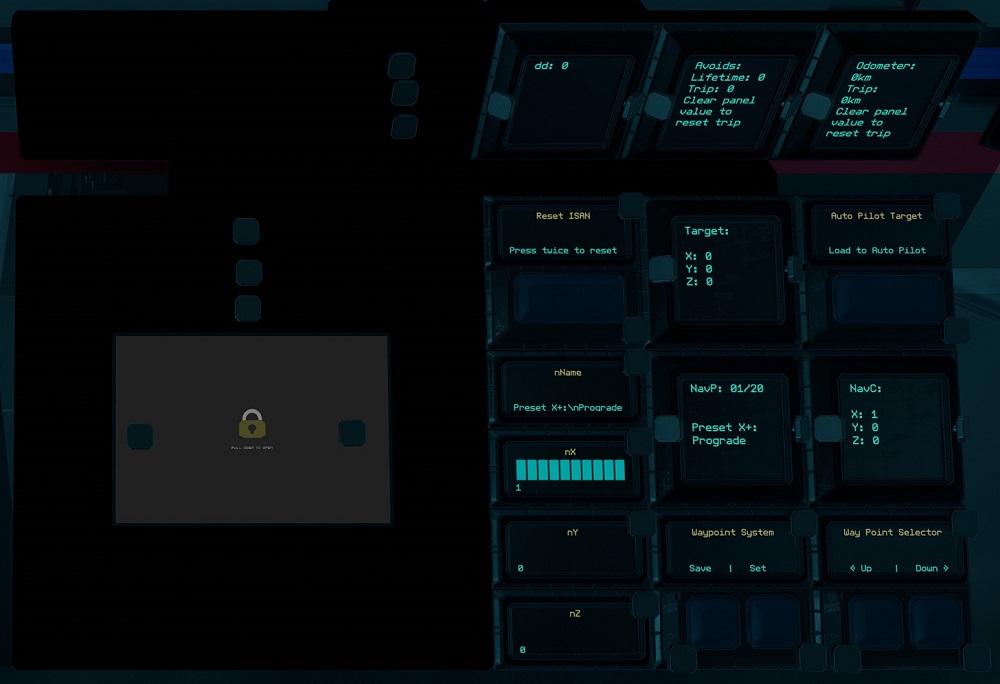 dd: 0
Avoids:
Lifetime: 0
Trip: 0
Clear panel
value to
reset trip
Odometer:
0km
Trip:
0km
Clear panel
value to
reset trip
Reset ISAN
Press twice to reset
Target:
X: 0
Y: 0
Z: 0
Auto Pilot Target
Load to Auto Pilot
nName
Preset X+:\nPrograde
NavP: 01/20
Preset X+:
Prograde
NavC:
X: 1
Y: 0
Z: 0
nX
1
nY
0
Waypoint System
Save | Set
Way Point Selector
« Up | Down »
nZ
0